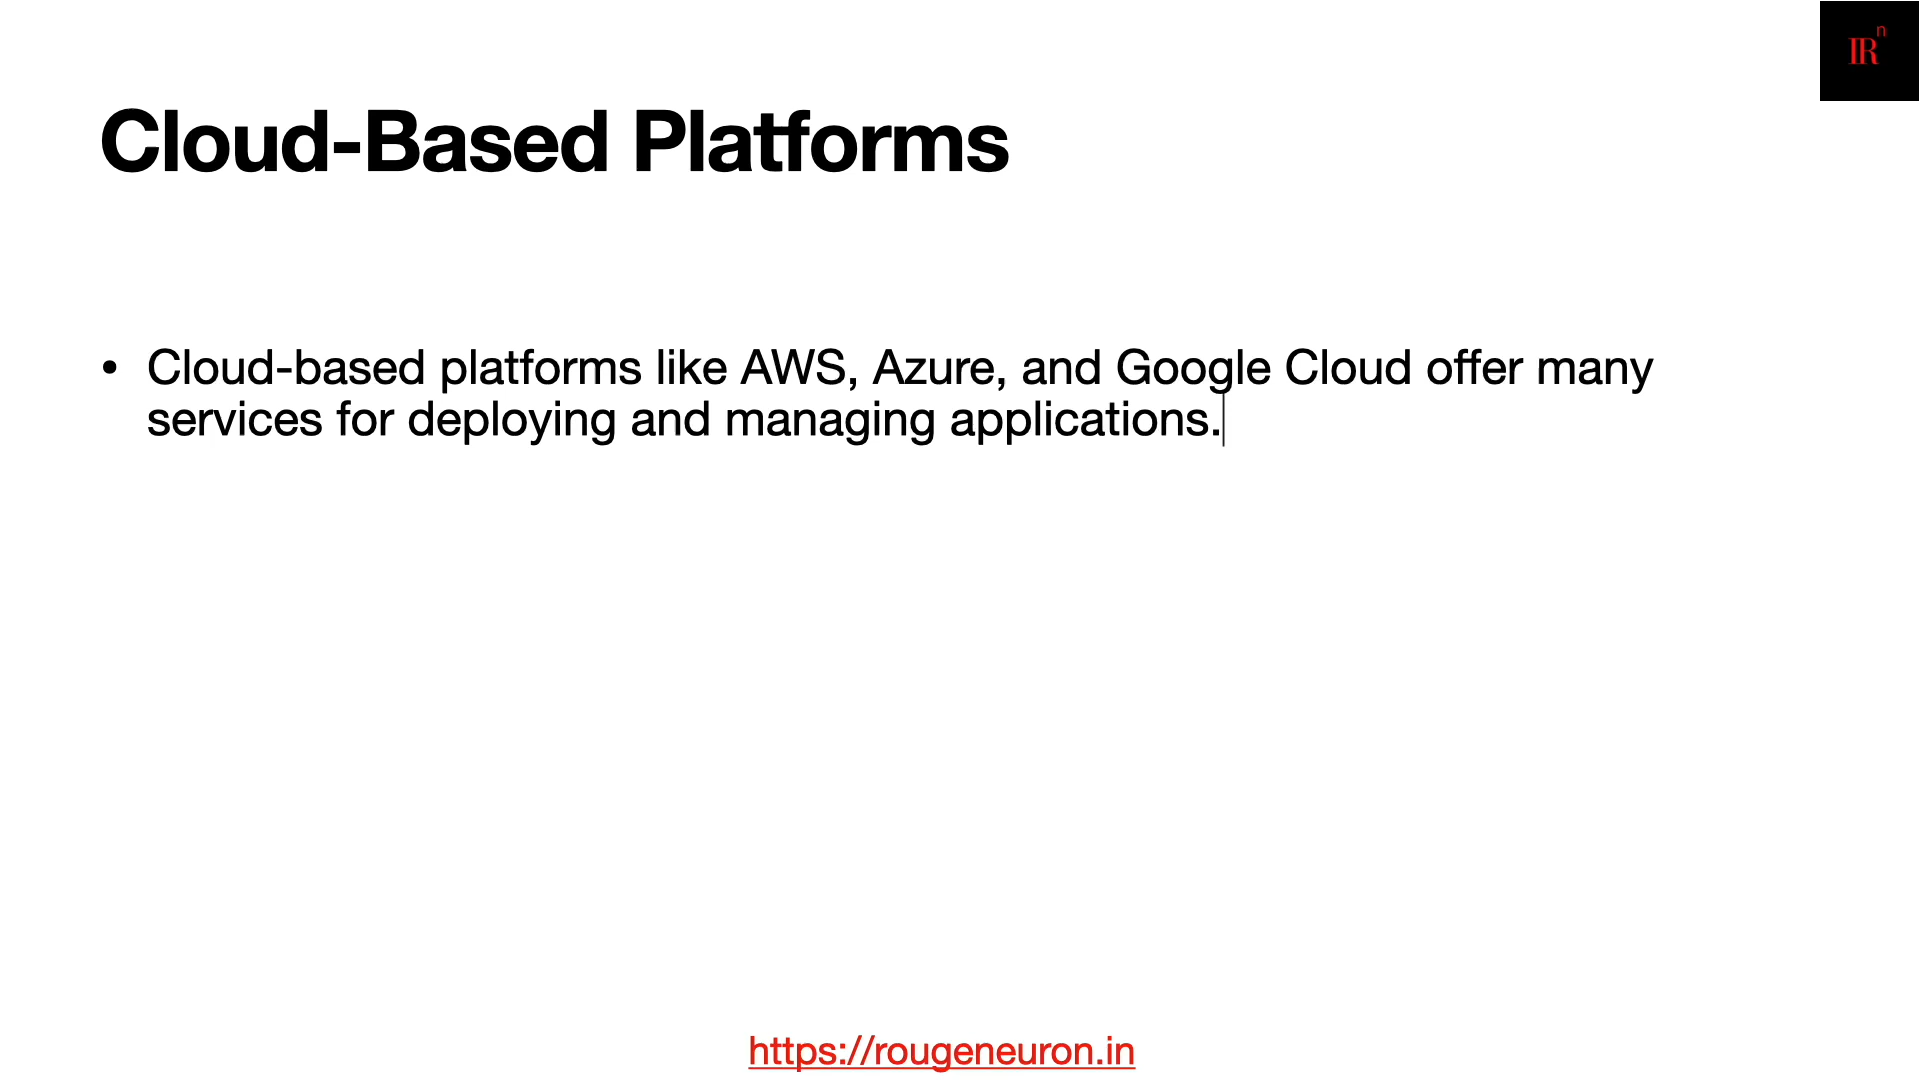 IR n
Cloud-Based Platforms
• Cloud-based platforms like AWS, Azure, and Google Cloud offer many
services for deploying and managing applications.
https://rougeneuron.in